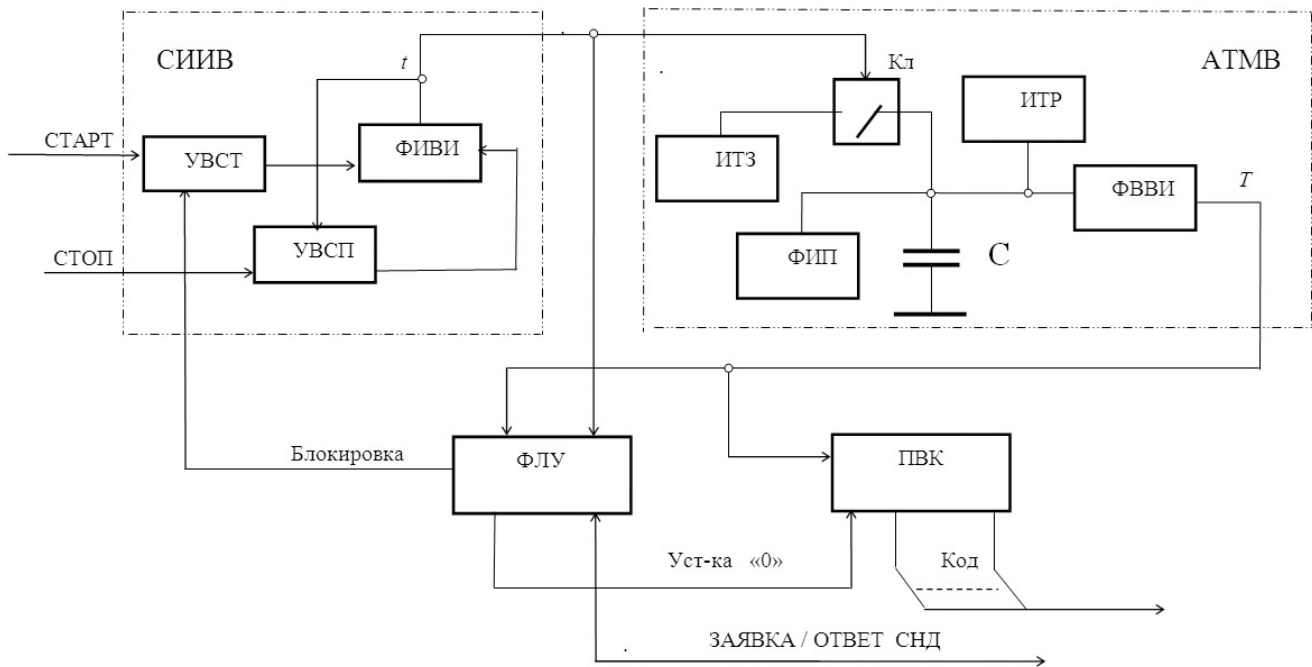 СИИВ
t
Кл
АТМВ
ИТР
СТАРТ
УВСТ
ФИВИ
ИТЗ
ФВВИ
T
УВСП
СТОП
ФИП
С
Блокировка
ФЛУ
ПВК
Уст-ка «0»
Код
ЗАЯВКА / ОТВЕТ СНД